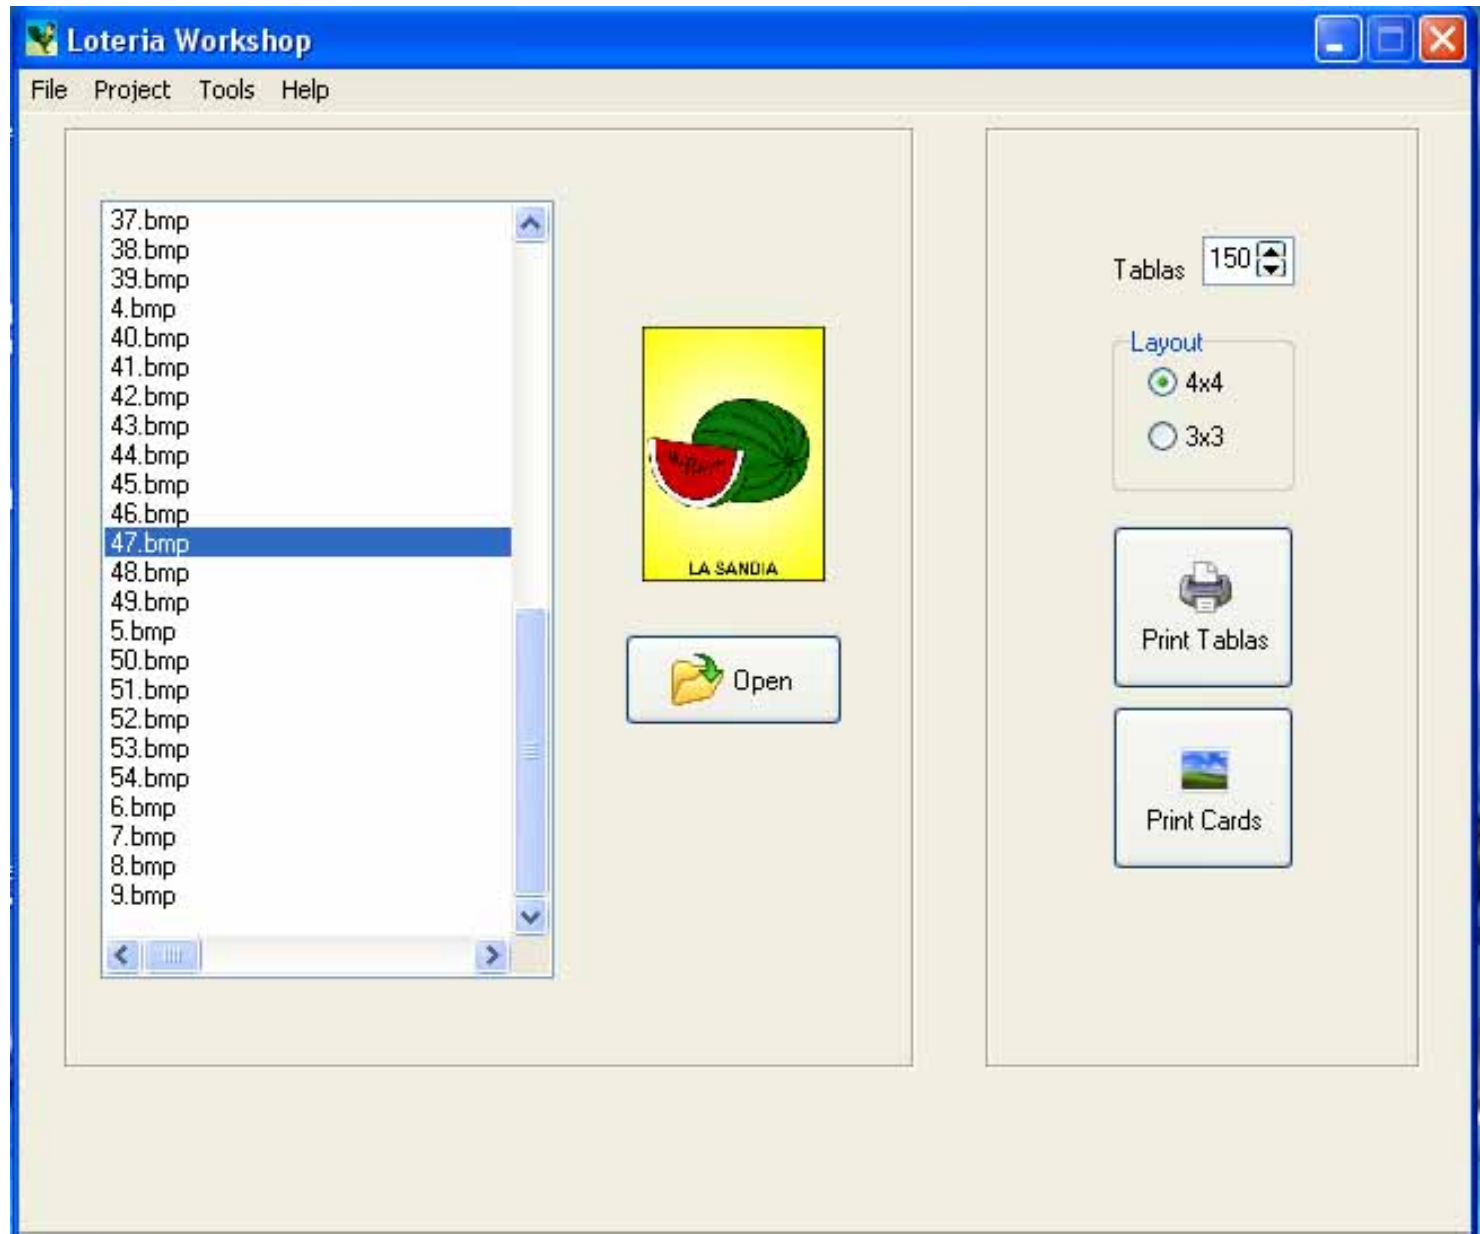 Loteria Workshop
File Project Tools Help
37.bmp
38.bmp
39.bmp
4.bmp
40.bmp
41.bmp
42.bmp
43.bmp
44.bmp
45.bmp
46.bmp
47.bmp
48.bmp
49.bmp
5.bmp
50.bmp
51.bmp
52.bmp
53.bmp
54.bmp
6.bmp
7.bmp
8.bmp
9.bmp
LA SANDIA
Open
Tablas 150
Layout
4x4
3x3
Print Tablas
Print Cards